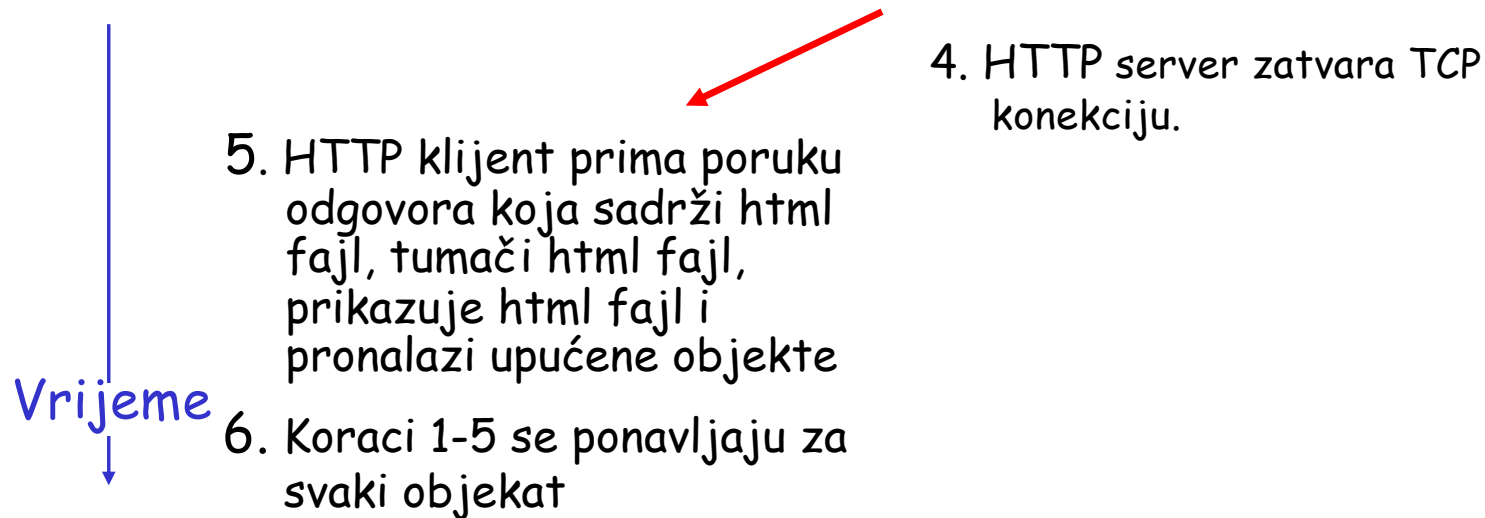 4. HTTP server zatvara TCP
konekciju.
5. HTTP klijent prima poruku
odgovora koja sadrži html
fajl, tumači html fajl,
prikazuje html fajl i
pronalazi upućene objekte
Vrijeme
6. Koraci 1-5 se ponavljaju za
svaki objekat